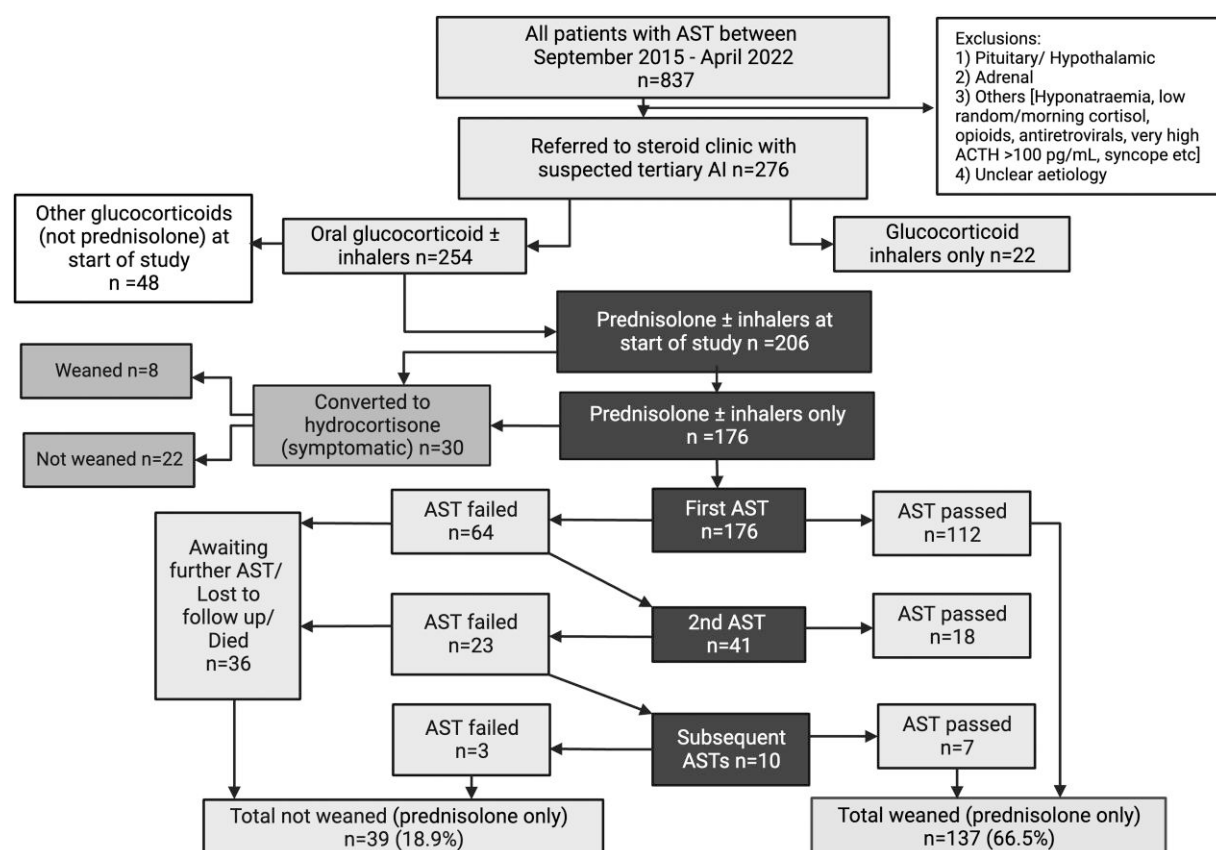 All patients with AST between
September 2015 - April 2022
n=837
Exclusions:
1) Pituitary/ Hypothalamic
2) Adrenal
3) Others [Hyponatraemia, low
random/morning cortisol,
opioids, antiretrovirals, very high
ACTH >100 pg/mL, syncope etc]
4) Unclear aetiology
Referred to steroid clinic with
suspected tertiary AI n=276
Other glucocorticoids
(not prednisolone) at
start of study
n =48
Oral glucocorticoid ±
inhalers n=254
Glucocorticoid
inhalers only n=22
Prednisolone ± inhalers at
start of study n =206
Weaned n=8
Converted to
hydrocortisone
(symptomatic) n=30
Prednisolone ± inhalers only
n =176
Not weaned n=22
AST failed
n=64
First AST
n=176
AST passed
n=112
Awaiting
further AST/
Lost to
follow up/
Died
n=36
AST failed
n=23
2nd AST
n=41
AST passed
n=18
AST failed
n=3
Subsequent
ASTs n=10
AST passed
n=7
Total not weaned (prednisolone only)
n=39 (18.9%)
Total weaned (prednisolone only)
n=137 (66.5%)